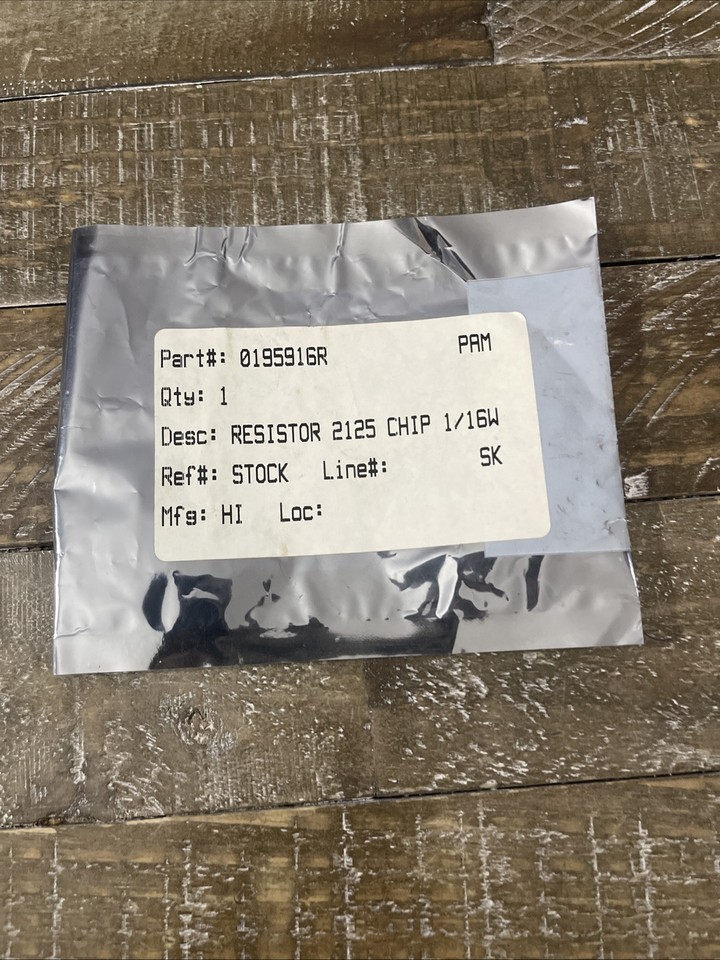 Part#: 0195916R PAM
Qty: 1
Desc: RESISTOR 2125 CHIP 1/16W
Ref#: STOCK Line#: SK
Mfg: HI Loc: